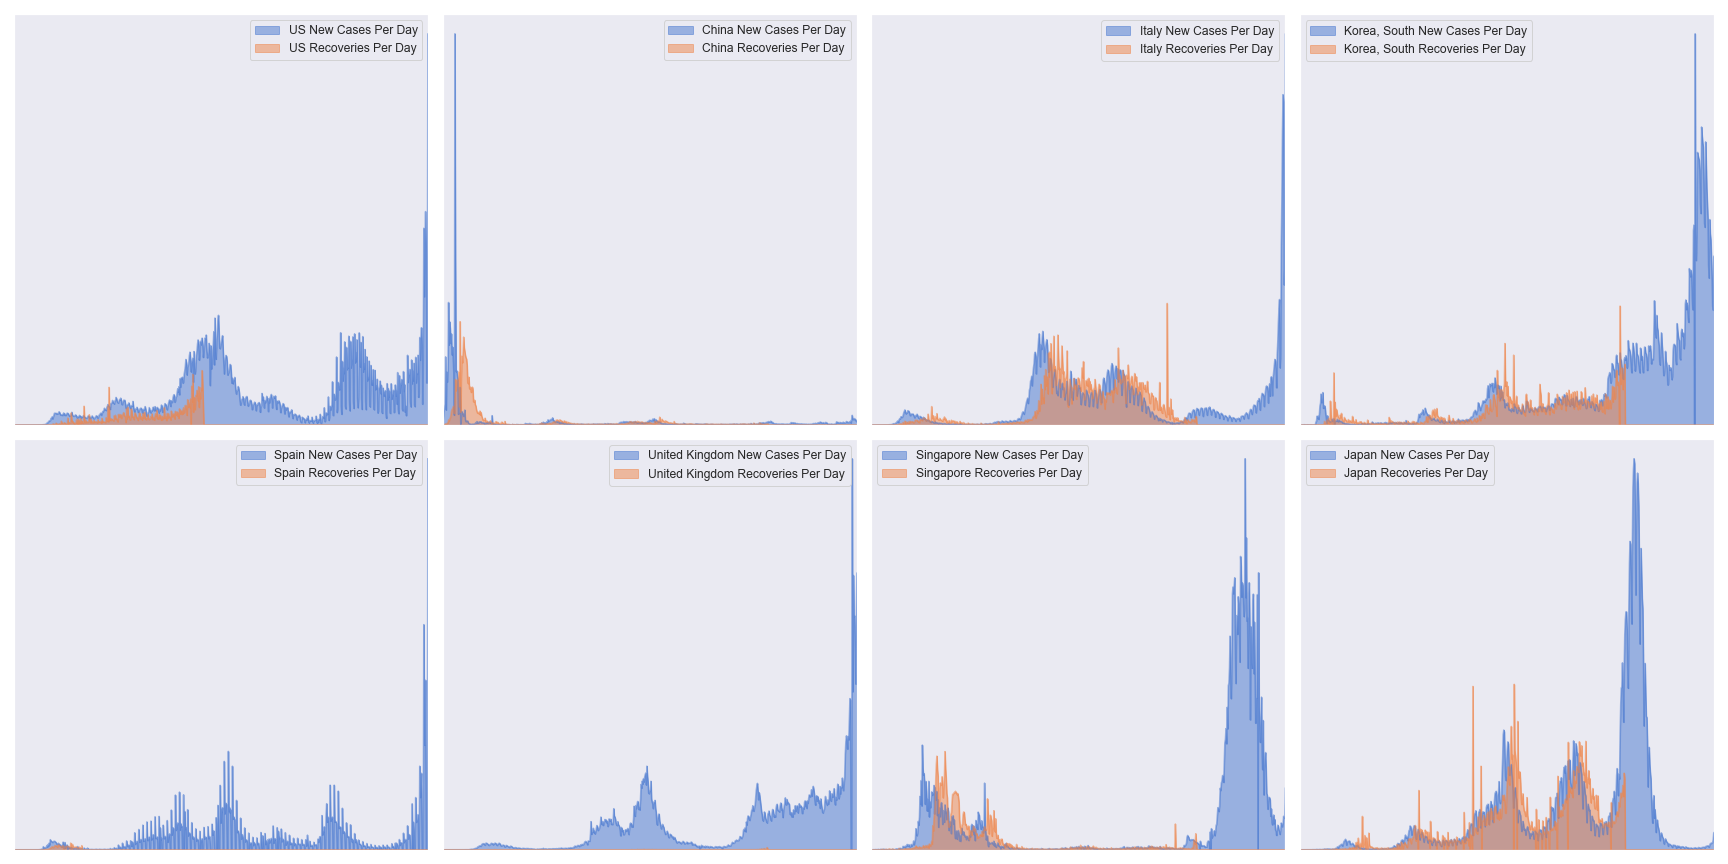 US New Cases Per Day
US Recoveries Per Day
China New Cases Per Day
China Recoveries Per Day
Italy New Cases Per Day
Italy Recoveries Per Day
Korea, South New Cases Per Day
Korea, South Recoveries Per Day
Spain New Cases Per Day
Spain Recoveries Per Day
United Kingdom New Cases Per Day
United Kingdom Recoveries Per Day
Singapore New Cases Per Day
Singapore Recoveries Per Day
Japan New Cases Per Day
Japan Recoveries Per Day